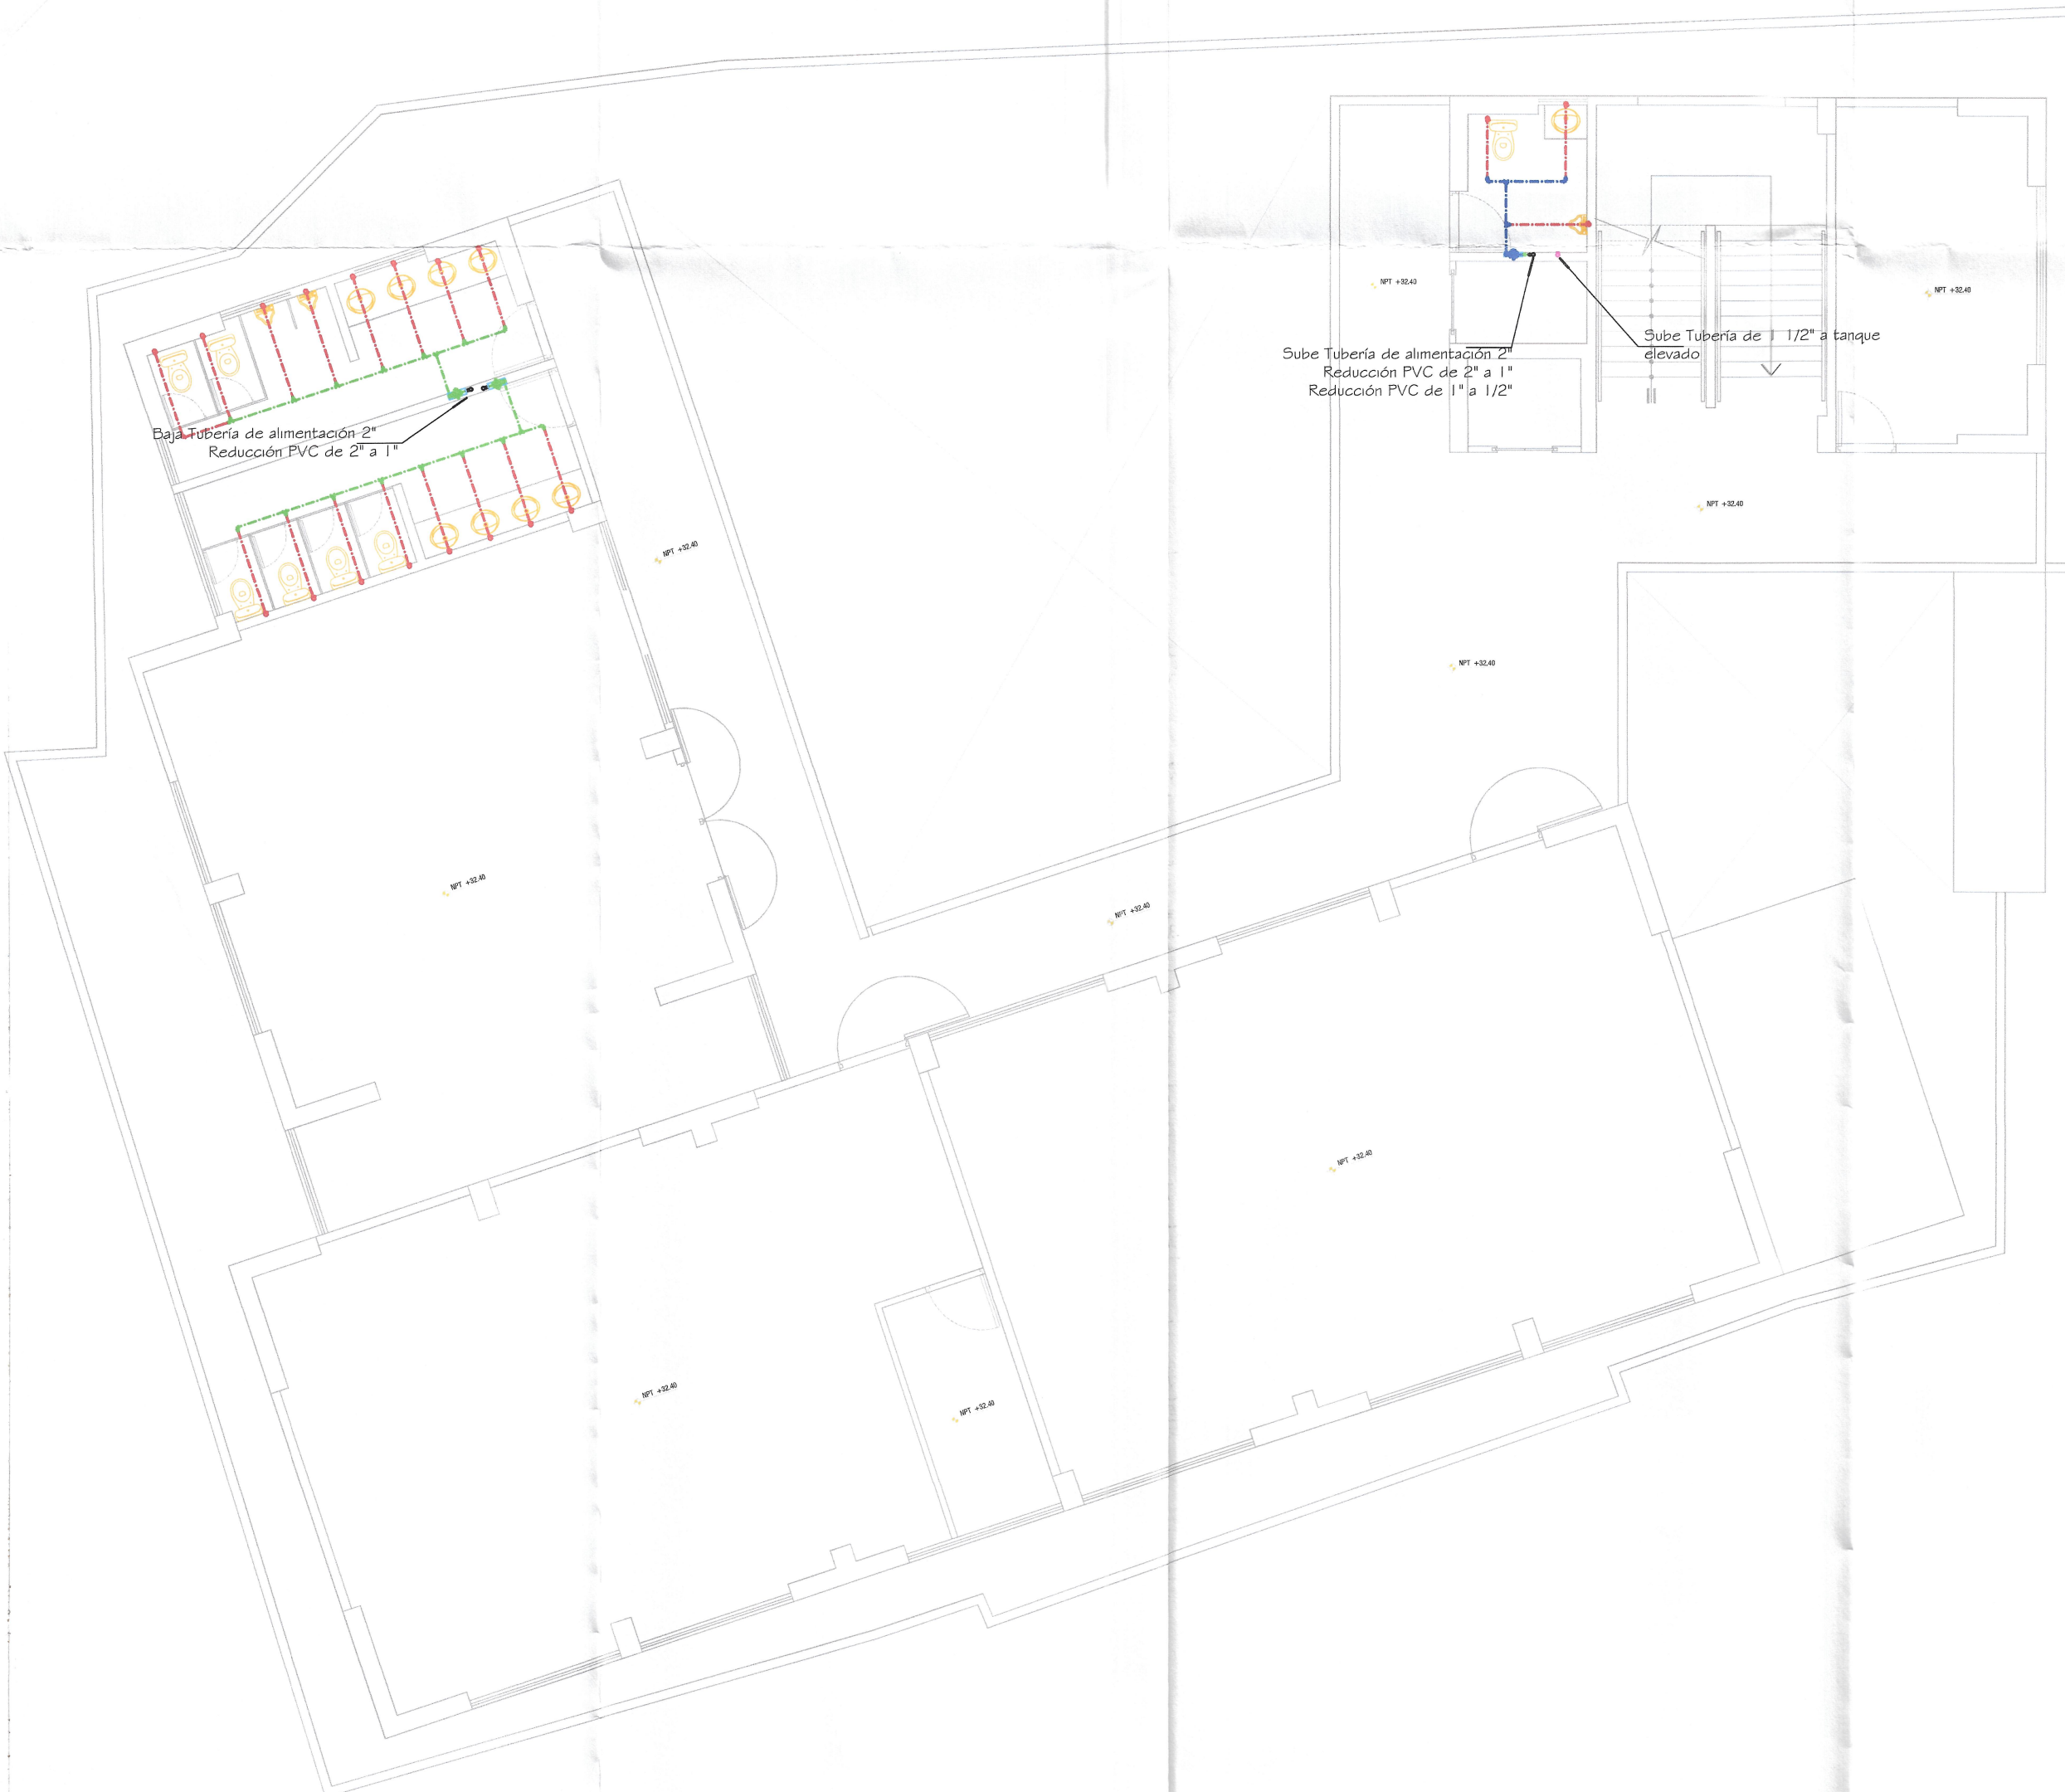 NPT +32.40
NPT +32.40
Sube Tubería de 1 1/2" a tanque
elevado
Sube Tubería de alimentación 2"
Reducción PVC de 2" a 1"
Reducción PVC de 1" a 1/2"
Baja Tubería de alimentación 2"
Reducción PVC de 2" a 1"
NPT +32.40
NPT +32.40
NPT +32.40
NPT +32.40
NPT +32.40
NPT +32.40
NPT +32.40
NPT +32.40